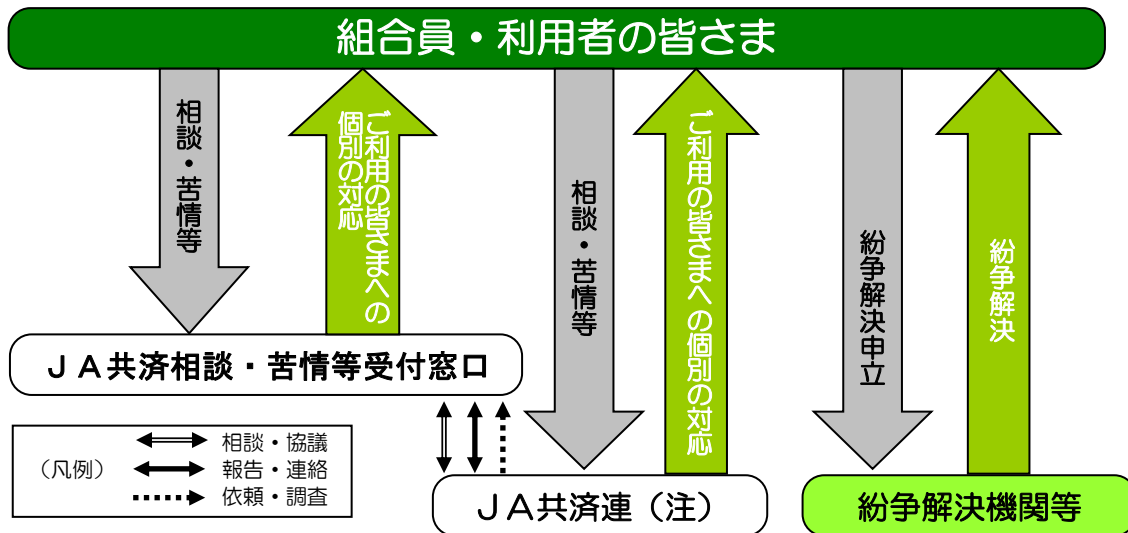 組合員・利用者の皆さま
相談・苦情等
ご利用の皆さまへの
個別の対応
相談・苦情等
ご利用の皆さまへの個別の対応
紛争解決申立
紛争解決
ＪＡ共済相談・苦情等受付窓口
（凡例）
相談・協議
報告・連絡
依頼・調査
ＪＡ共済連（注）
紛争解決機関等